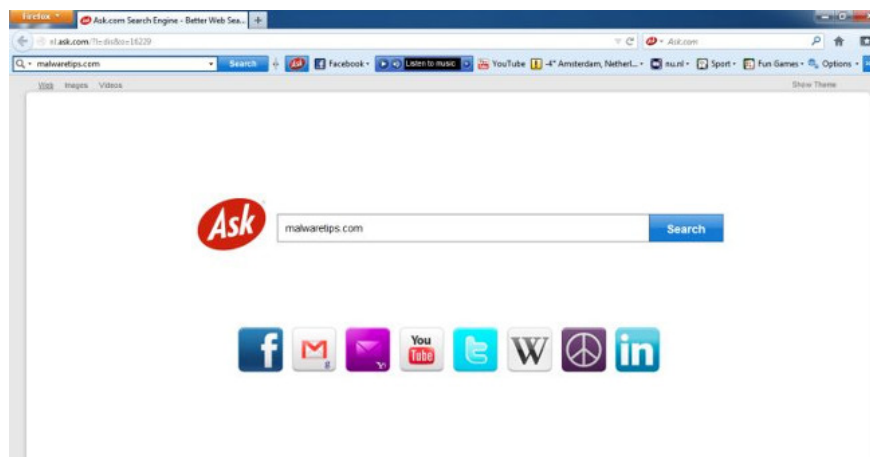 Firefox
Ask.com Search Engine - Better Web Sea...
nl.ask.com
Ask.com
malwaretips.com
Search
Facebook
Listen to music
YouTube
-4° Amsterdam, Netherl...
nu.nl
Sport
Fun Games
Options
Web Images Videos
Show Theme
Ask
malwaretips.com
Search
f
g
Y!
You
Tube
t
W
in